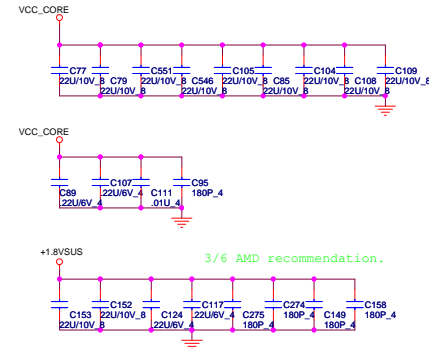 VCC_CORE
C77 C551 C105 C104 C109
22U/10V_8 22U/10V_8 22U/10V_8 22U/10V_8 22U/10V_8
C79 C546 C85 C108
22U/10V_8 22U/10V_8 22U/10V_8 22U/10V_8
VCC_CORE
C107 C95
.22U/6V_4 180P_4
C89 C111
.22U/6V_4 .01U_4
+1.8VSUS
3/6 AMD recommendation.
C152 C117 C274 C158
22U/10V_8 .22U/6V_4 180P_4 180P_4
C153 C124 C275 C149
22U/10V_8 .22U/6V_4 180P_4 180P_4